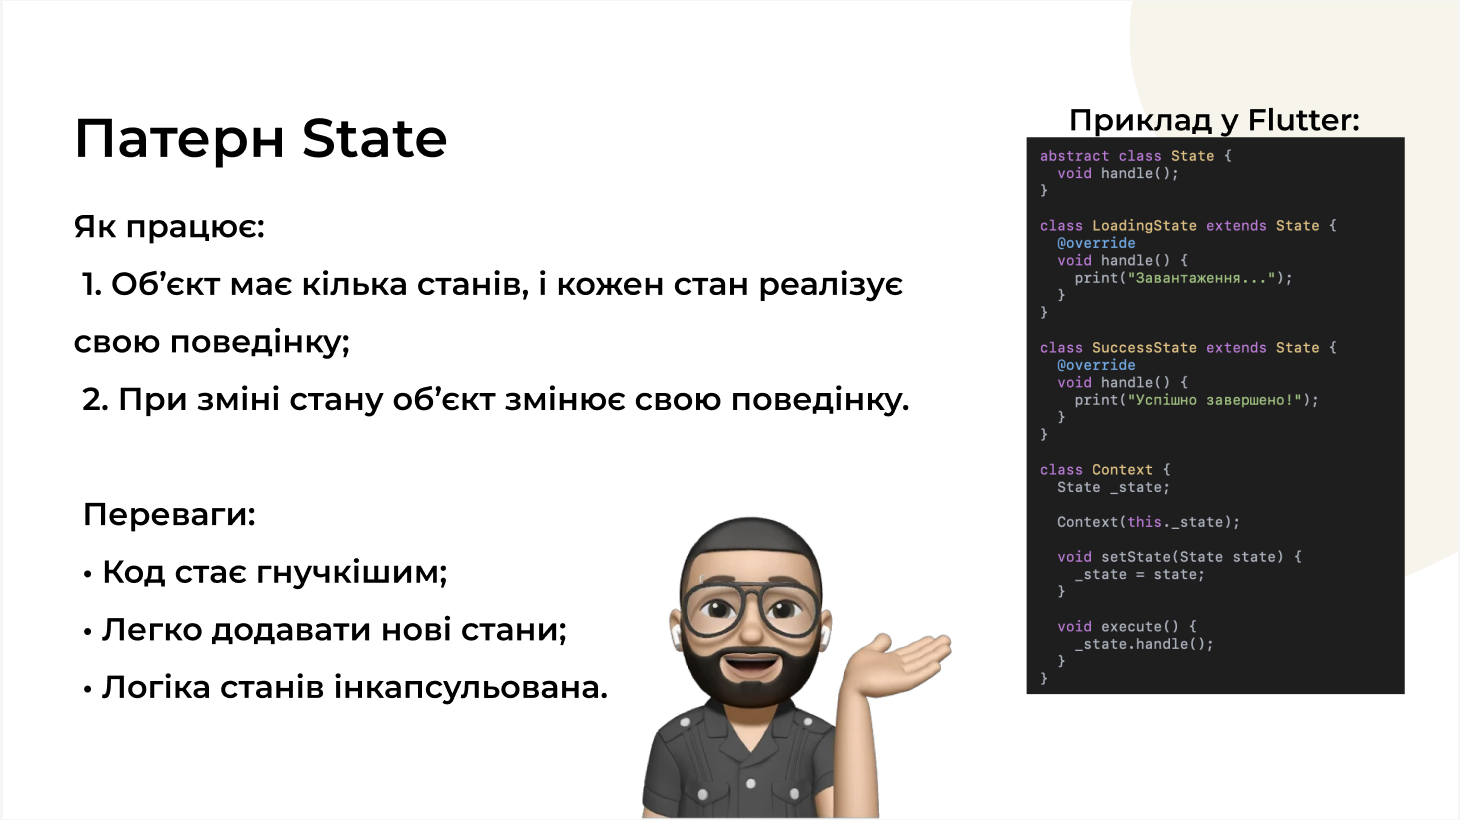 Патерн State
Як працює:
1. Об’єкт має кілька станів, і кожен стан реалізує
свою поведінку;
2. При зміні стану об’єкт змінює свою поведінку.
Переваги:
• Код стає гнучкішим;
• Легко додавати нові стани;
• Логіка станів інкапсульована.
Приклад у Flutter:
abstract class State {
  void handle();
}
class LoadingState extends State {
  @override
  void handle() {
    print("Завантаження...");
  }
}
class SuccessState extends State {
  @override
  void handle() {
    print("Успішно завершено!");
  }
}
class Context {
  State _state;
  Context(this._state);
  void setState(State state) {
    _state = state;
  }
  void execute() {
    _state.handle();
  }
}